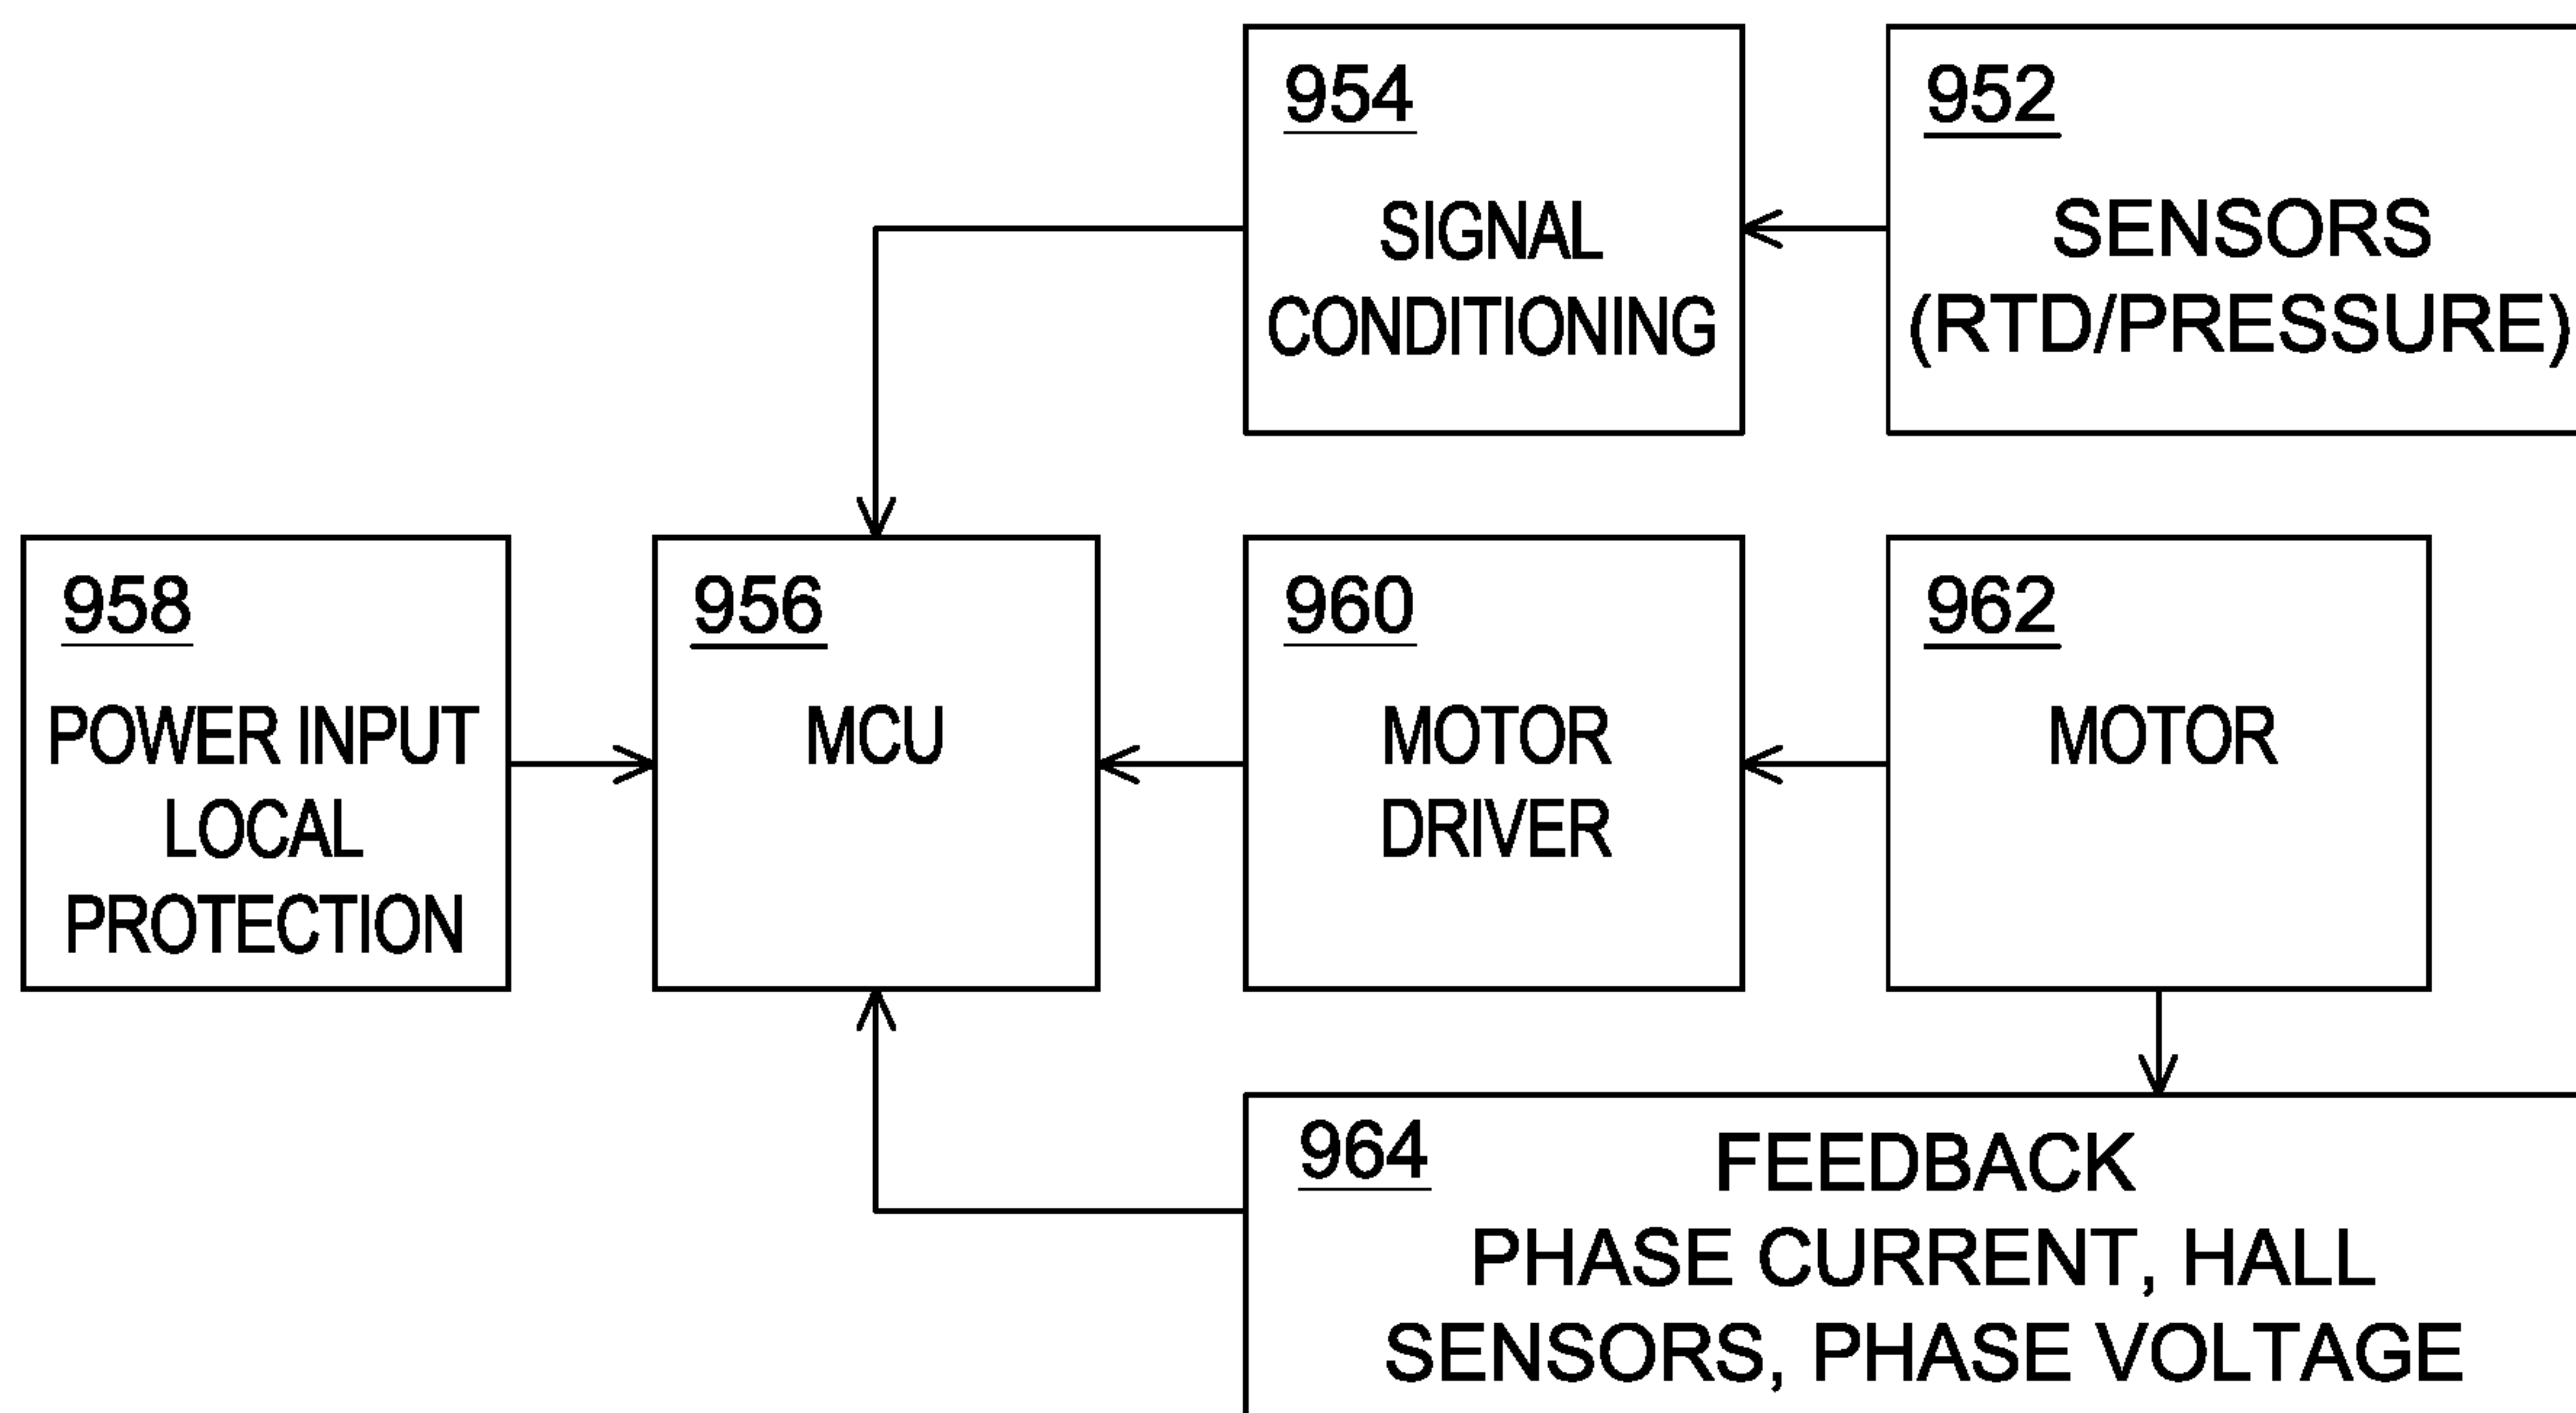 954
SIGNAL
CONDITIONING
952
SENSORS
(RTD/PRESSURE)
958
POWER INPUT
LOCAL
PROTECTION
956
MCU
960
MOTOR
DRIVER
962
MOTOR
964
FEEDBACK
PHASE CURRENT, HALL
SENSORS, PHASE VOLTAGE